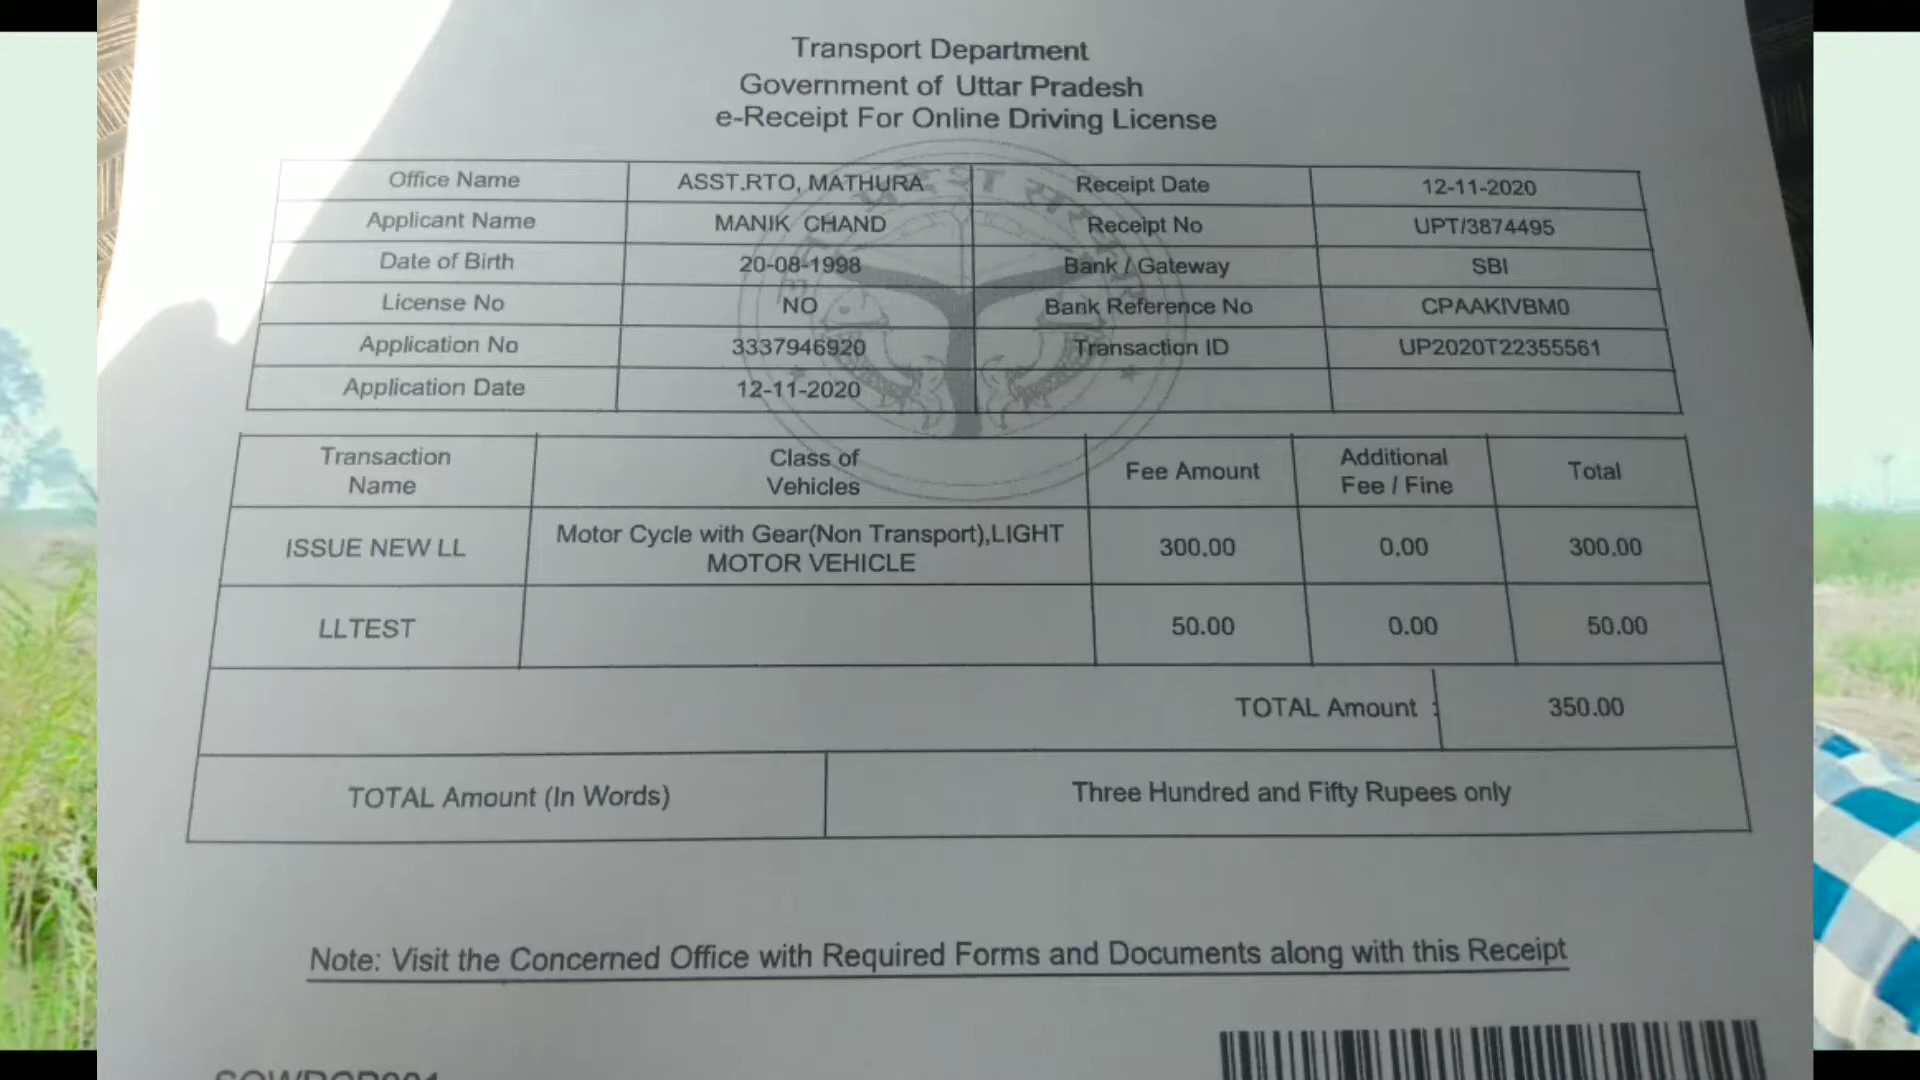 Transport Department
Government of Uttar Pradesh
e-Receipt For Online Driving License
Office Name ASST.RTO, MATHURA Receipt Date 12-11-2020
Applicant Name MANIK CHAND Receipt No UPT/3874495
Date of Birth 20-08-1998 Bank / Gateway SBI
License No NO Bank Reference No CPAAKIVBM0
Application No 3337946920 Transaction ID UP2020T22355561
Application Date 12-11-2020
Transaction Name Class of Vehicles Fee Amount Additional Fee / Fine Total
ISSUE NEW LL Motor Cycle with Gear(Non Transport),LIGHT MOTOR VEHICLE 300.00 0.00 300.00
LLTEST 50.00 0.00 50.00
TOTAL Amount : 350.00
TOTAL Amount (In Words) Three Hundred and Fifty Rupees only
Note: Visit the Concerned Office with Required Forms and Documents along with this Receipt